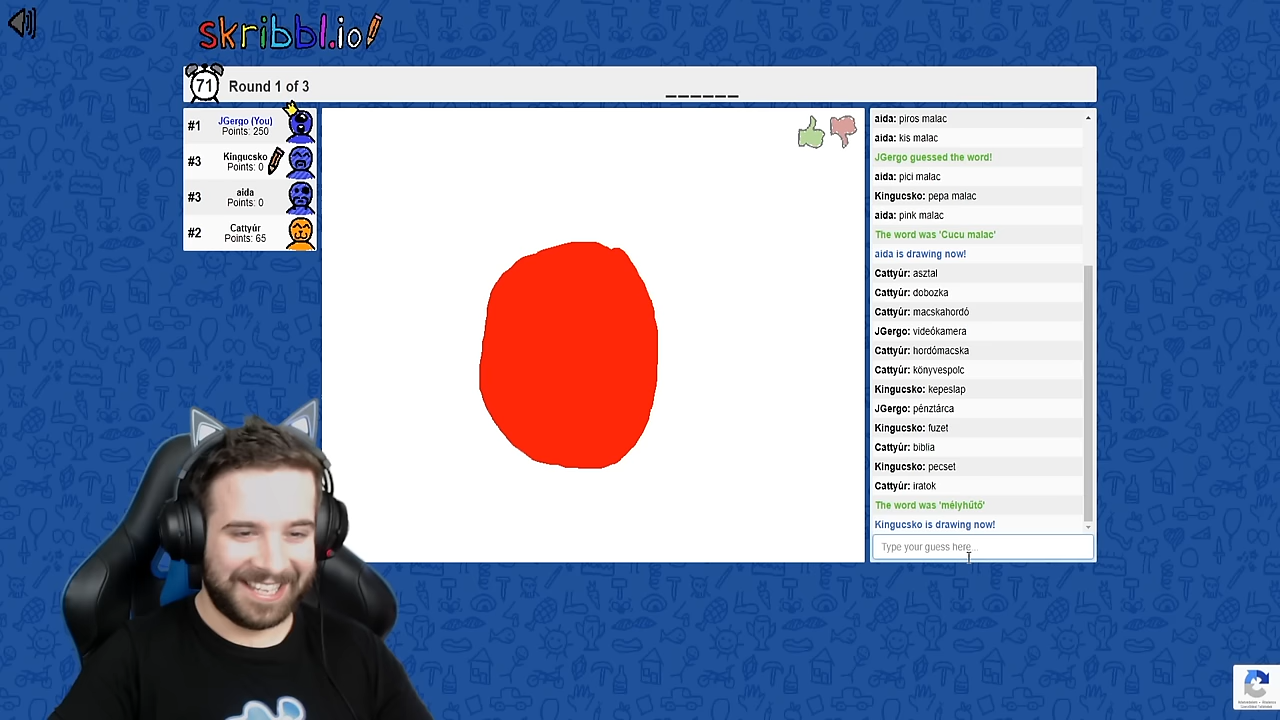 skribbl.io
71
Round 1 of 3
______
#1
JGergo (You)
Points: 250
#3
Kingucsko
Points: 0
#3
aida
Points: 0
#2
Cattyúr
Points: 65
aida: piros malac
aida: kis malac
JGergo guessed the word!
aida: pici malac
Kingucsko: pepa malac
aida: pink malac
The word was 'Cucu malac'
aida is drawing now!
Cattyúr: asztal
Cattyúr: dobozka
Cattyúr: macskahordó
JGergo: videókamera
Cattyúr: hordómacska
Cattyúr: könyvespolc
Kingucsko: kepeslap
JGergo: pénztárca
Kingucsko: fuzet
Cattyúr: biblia
Kingucsko: pecset
Cattyúr: iratok
The word was 'mélyhűtő'
Kingucsko is drawing now!
Type your guess here...